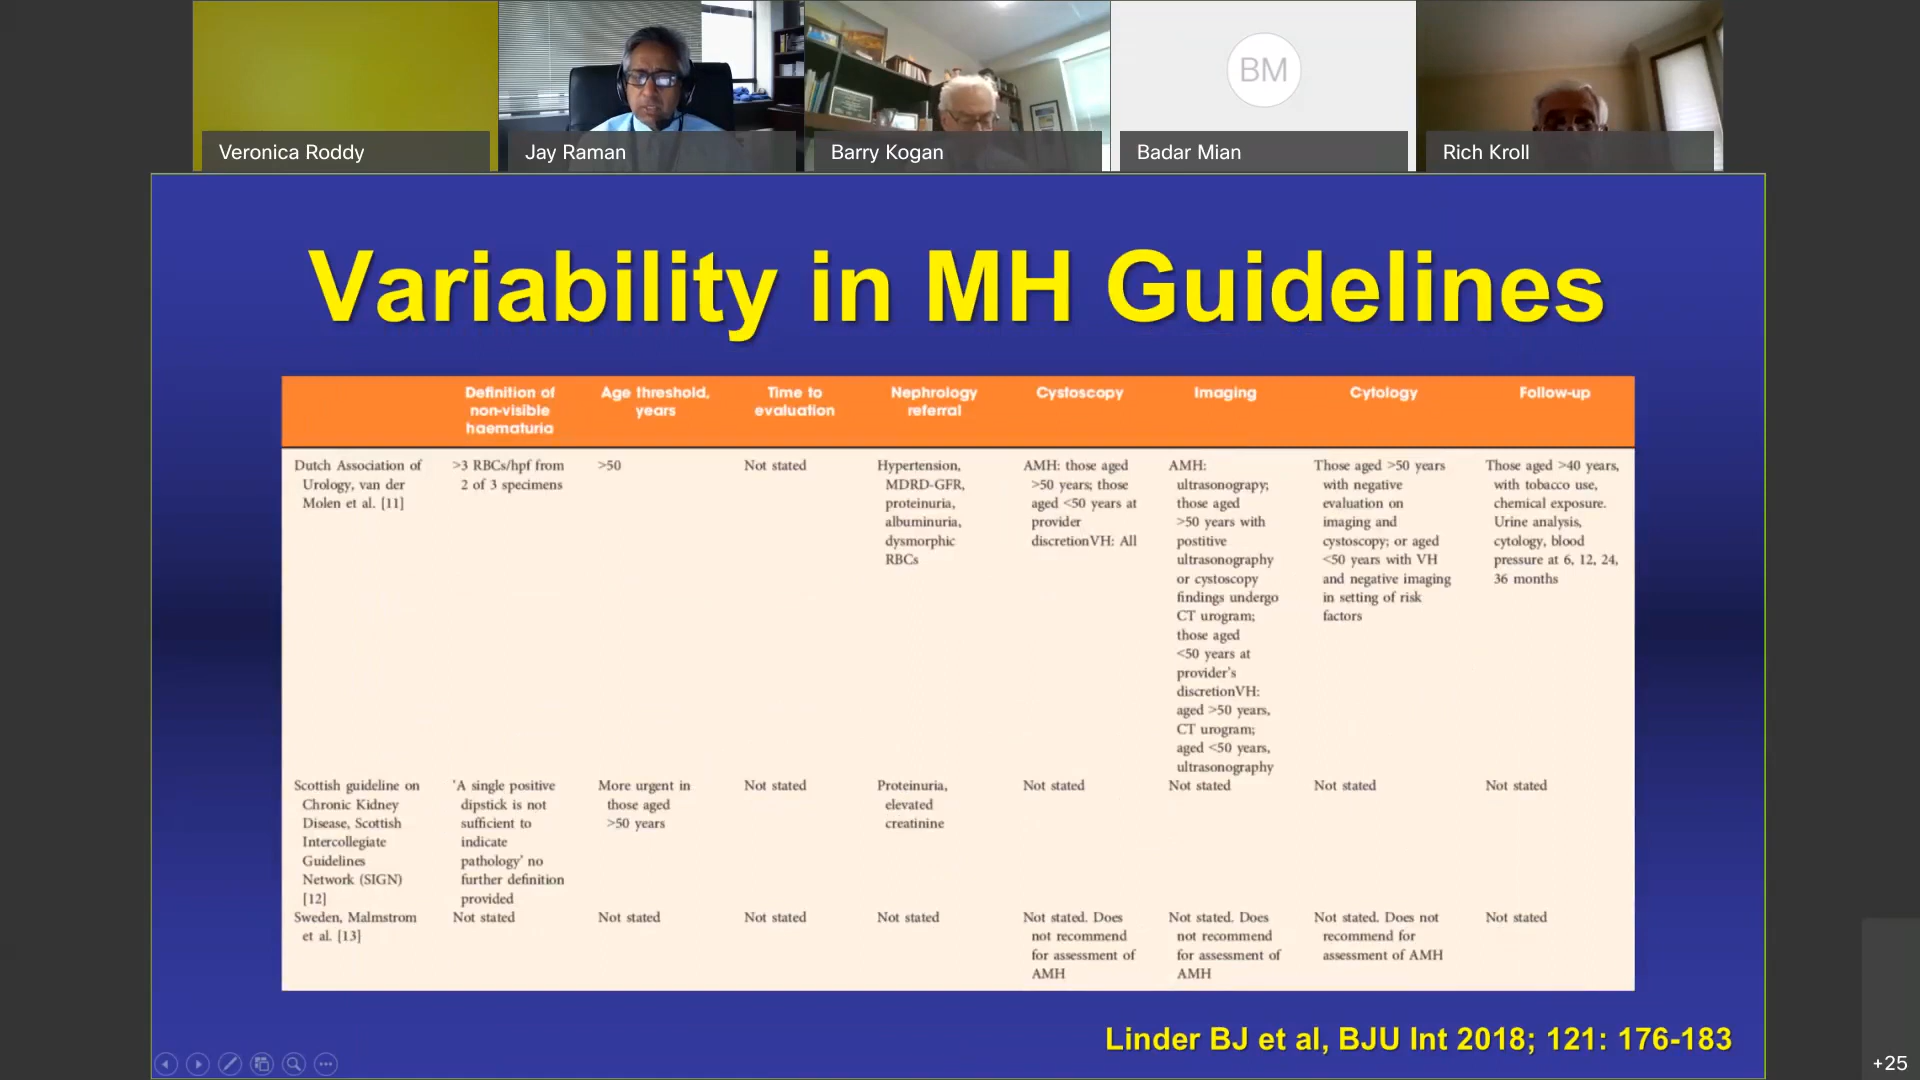 Veronica Roddy
Jay Raman
Barry Kogan
BM
Badar Mian
Rich Kroll
Variability in MH Guidelines
Definition of
non-visible
haematuria
Age threshold,
years
Time to
evaluation
Nephrology
referral
Cystoscopy
Imaging
Cytology
Follow-up
Dutch Association of
Urology, van der
Molen et al. [11]
>3 RBCs/hpf from
2 of 3 specimens
>50
Not stated
Hypertension,
MDRD-GFR,
proteinuria,
albuminuria,
dysmorphic
RBCs
AMH: those aged
>50 years; those
aged <50 years at
provider
discretionVH: All
AMH:
ultrasonograpy;
those aged
>50 years with
postitive
ultrasonography
or cystoscopy
findings undergo
CT urogram;
those aged
<50 years at
provider's
discretionVH:
aged >50 years,
CT urogram;
aged <50 years,
ultrasonography
Those aged >50 years
with negative
evaluation on
imaging and
cystoscopy; or aged
<50 years with VH
and negative imaging
in setting of risk
factors
Those aged >40 years,
with tobacco use,
chemical exposure.
Urine analysis,
cytology, blood
pressure at 6, 12, 24,
36 months
Scottish guideline on
Chronic Kidney
Disease, Scottish
Intercollegiate
Guidelines
Network (SIGN)
[12]
'A single positive
dipstick is not
sufficient to
indicate
pathology' no
further definition
provided
More urgent in
those aged
>50 years
Not stated
Proteinuria,
elevated
creatinine
Not stated
Not stated
Not stated
Not stated
Sweden, Malmstrom
et al. [13]
Not stated
Not stated
Not stated
Not stated
Not stated. Does
not recommend
for assessment of
AMH
Not stated. Does
not recommend
for assessment of
AMH
Not stated. Does not
recommend for
assessment of AMH
Not stated
Linder BJ et al, BJU Int 2018; 121: 176-183
+25